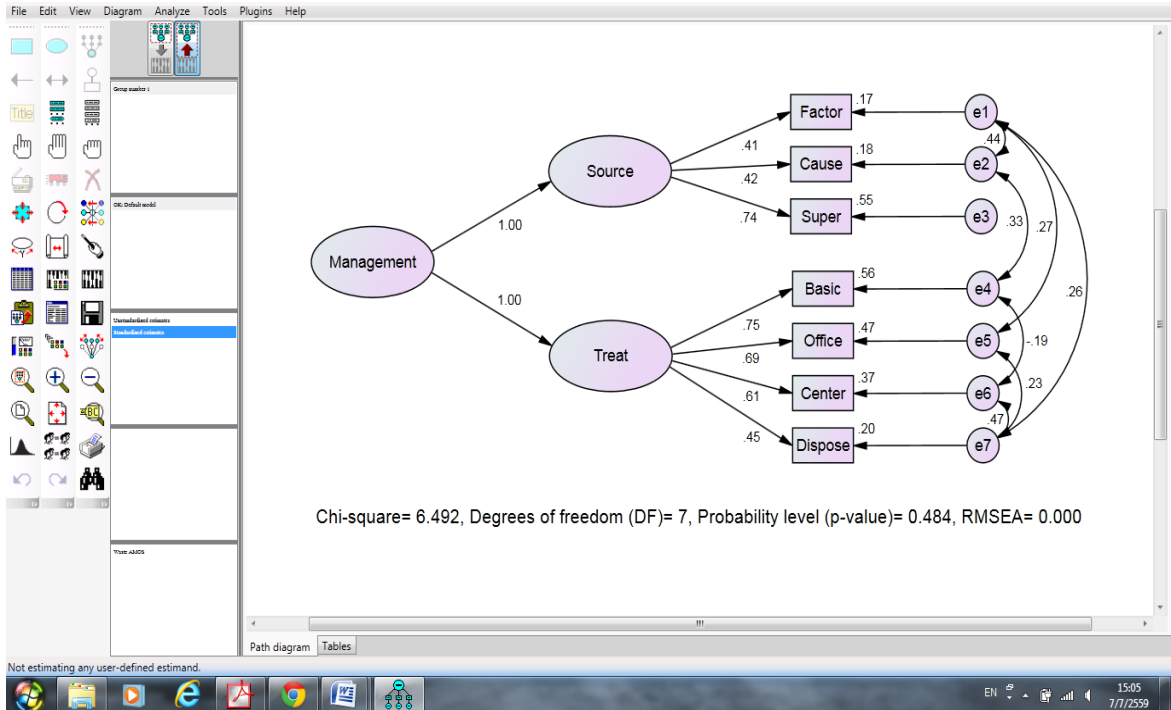 File Edit View Diagram Analyze Tools Plugins Help
Title
Group number 1
OK: Default model
Unstandardized estimates
Standardized estimates
Waste AMOS
Management
1.00
1.00
Source
Treat
.41
.42
.74
.75
.69
.61
.45
Factor
.17
e1
Cause
.18
e2
Super
.55
e3
Basic
.56
e4
Office
.47
e5
Center
.37
e6
Dispose
.20
e7
.44
.33
.27
.26
-.19
.23
.47
Chi-square= 6.492, Degrees of freedom (DF)= 7, Probability level (p-value)= 0.484, RMSEA= 0.000
Path diagram Tables
Not estimating any user-defined estimand.
EN
15:05
7/7/2559